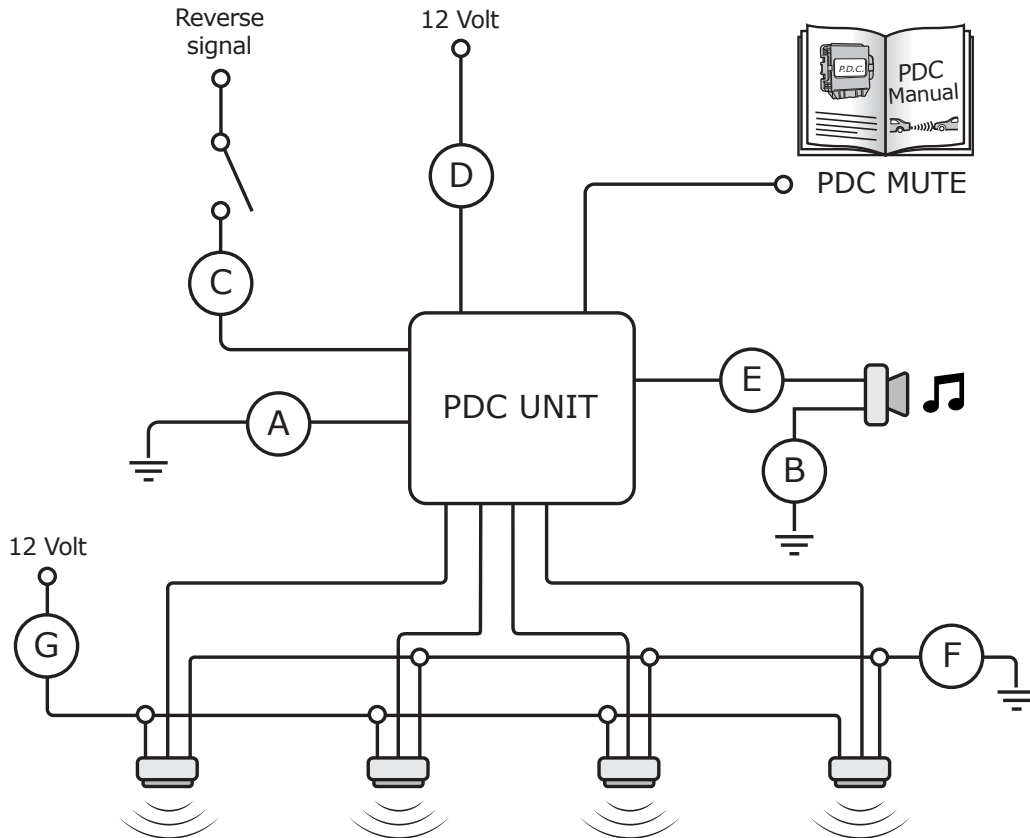 Reverse
signal
12 Volt
P.D.C.
PDC
Manual
PDC MUTE
D
C
E
A
PDC UNIT
B
12 Volt
G
F